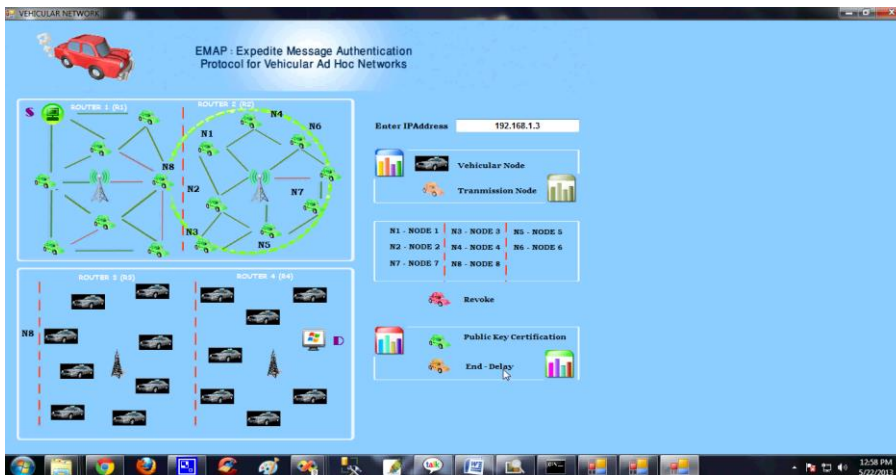 VEHICULAR NETWORK
EMAP : Expedite Message Authentication
Protocol for Vehicular Ad Hoc Networks
S
ROUTER 1 (R1)
ROUTER 2 (R2)
N4
N1
N6
N8
N2
N7
N3
N5
Enter IPAddress
192.168.1.3
Vehicular Node
Tranmission Node
N1 - NODE 1
N3 - NODE 3
N5 - NODE 5
N2 - NODE 2
N4 - NODE 4
N6 - NODE 6
N7 - NODE 7
N8 - NODE 8
Revoke
ROUTER 3 (R3)
ROUTER 4 (R4)
N8
D
Public Key Certification
End - Delay
talk
12:58 PM
5/22/2013